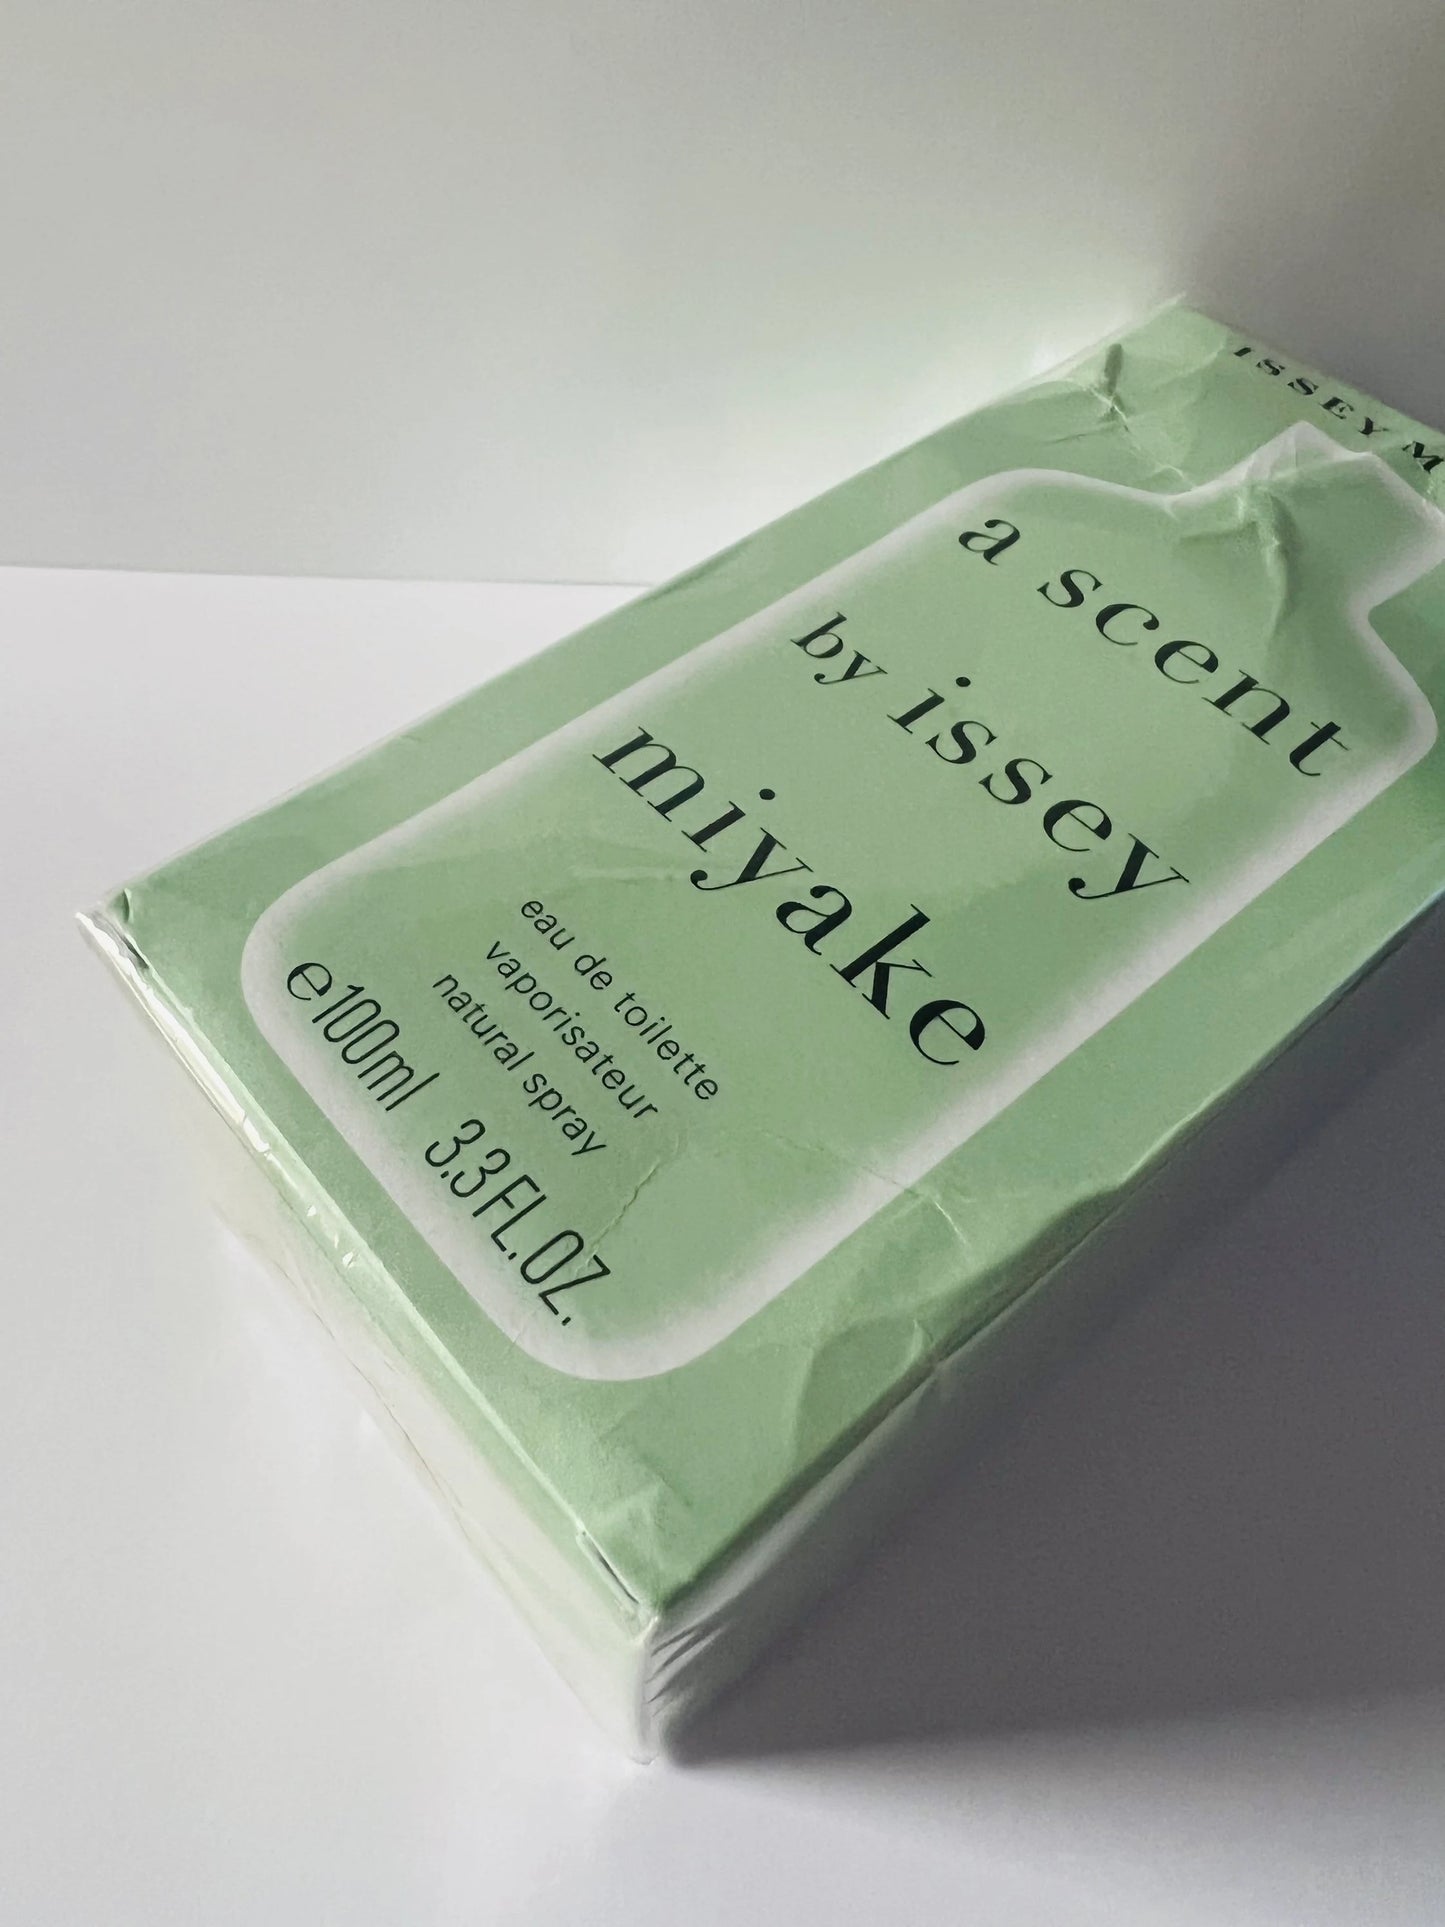 ISSEY M
a scent
by issey
miyake
eau de toilette
vaporisateur
natural spray
e100ml 3.3FL.OZ.